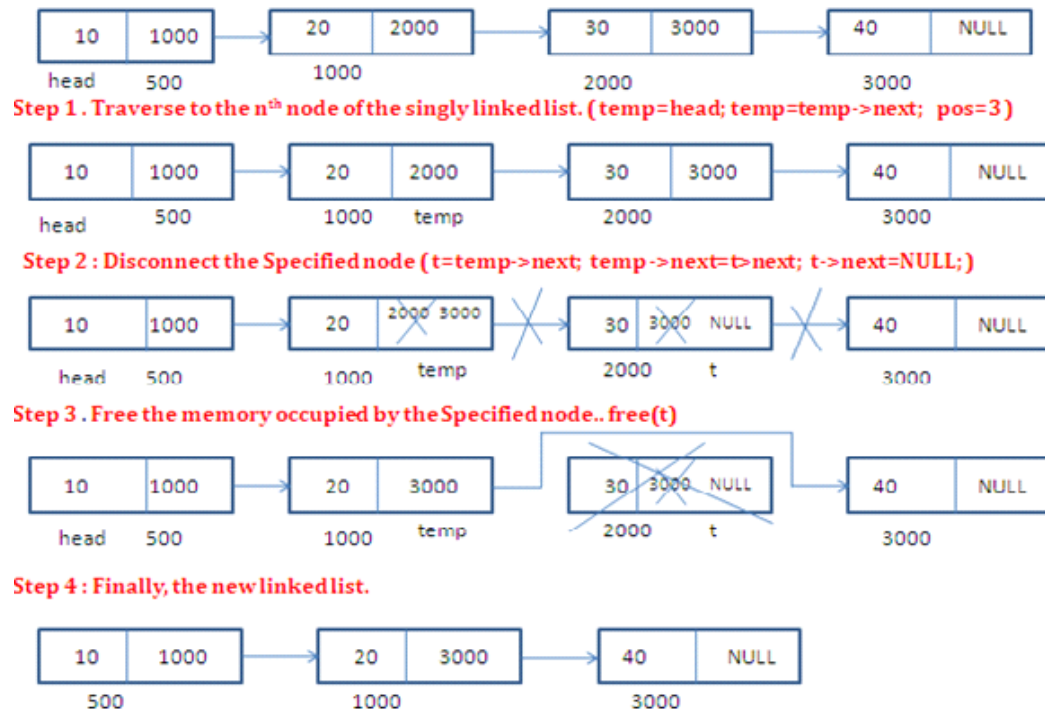 10 1000 20 2000 30 3000 40 NULL
head 500 1000 2000 3000
Step 1 . Traverse to the nth node of the singly linked list. ( temp=head; temp=temp->next; pos=3 )
10 1000 20 2000 30 3000 40 NULL
head 500 1000 temp 2000 3000
Step 2 : Disconnect the Specified node ( t=temp->next; temp->next=t>next; t->next=NULL; )
10 1000 20 2000 3000 30 3000 NULL 40 NULL
head 500 1000 temp 2000 t 3000
Step 3 . Free the memory occupied by the Specified node.. free(t)
10 1000 20 3000 30 3000 NULL 40 NULL
head 500 1000 temp 2000 t 3000
Step 4 : Finally, the new linked list.
10 1000 20 3000 40 NULL
500 1000 3000